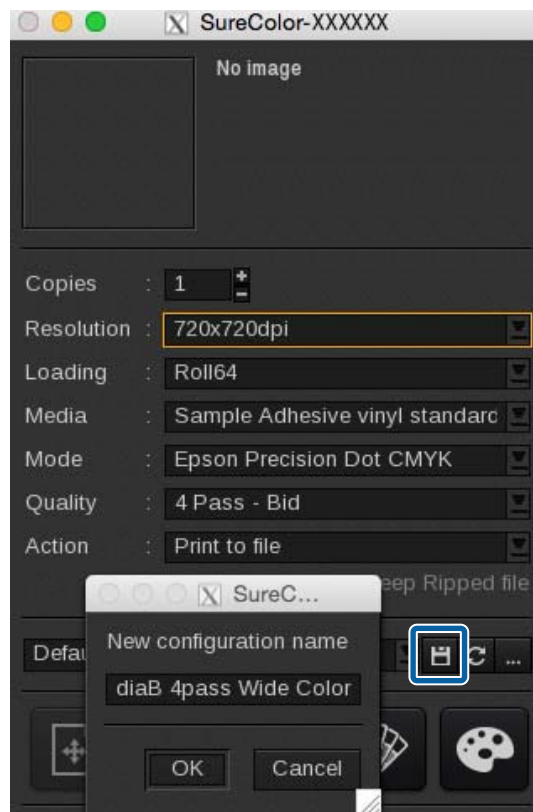 SureColor-XXXXXX
No image
Copies : 1
Resolution : 720x720dpi
Loading : Roll64
Media : Sample Adhesive vinyl standard
Mode : Epson Precision Dot CMYK
Quality : 4 Pass - Bid
Action : Print to file
eep Ripped file
SureC...
New configuration name
Defau
...
diaB 4pass Wide Color
OK Cancel